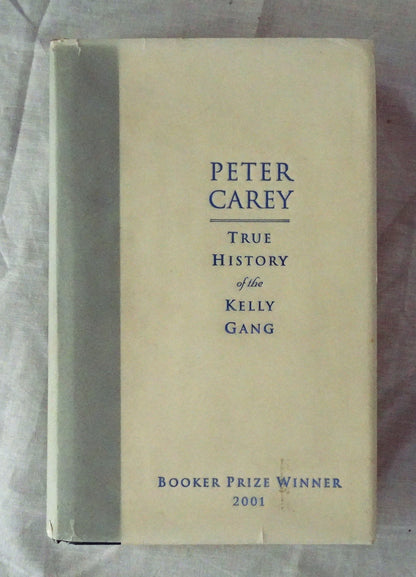 PETER
CAREY
TRUE
HISTORY
of the
KELLY
GANG
BOOKER PRIZE WINNER
2001